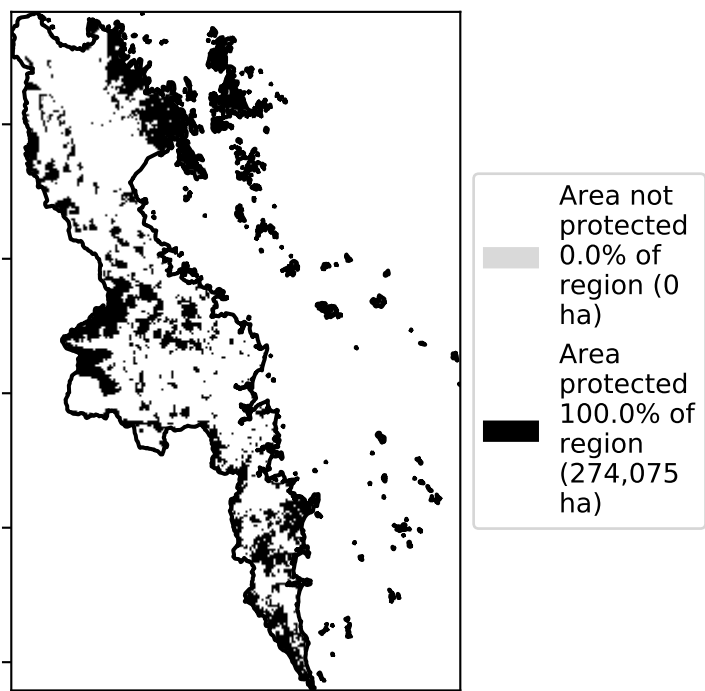 Area not
protected
0.0% of
region (0
ha)
Area
protected
100.0% of
region
(274,075
ha)